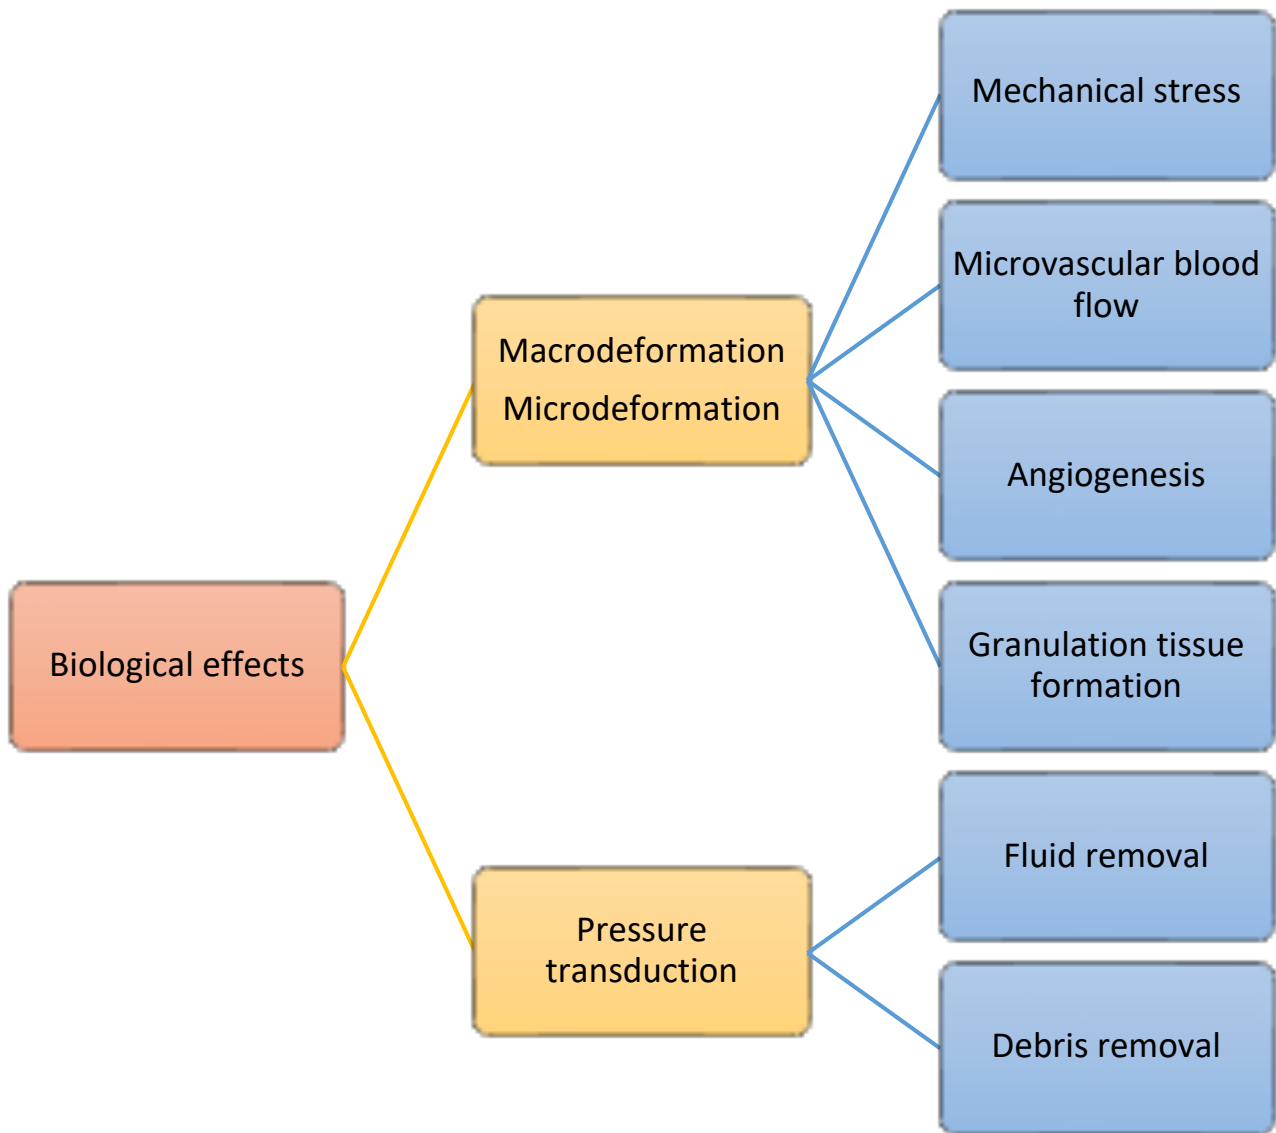 Biological effects
Macrodeformation
Microdeformation
Pressure
transduction
Mechanical stress
Microvascular blood
flow
Angiogenesis
Granulation tissue
formation
Fluid removal
Debris removal